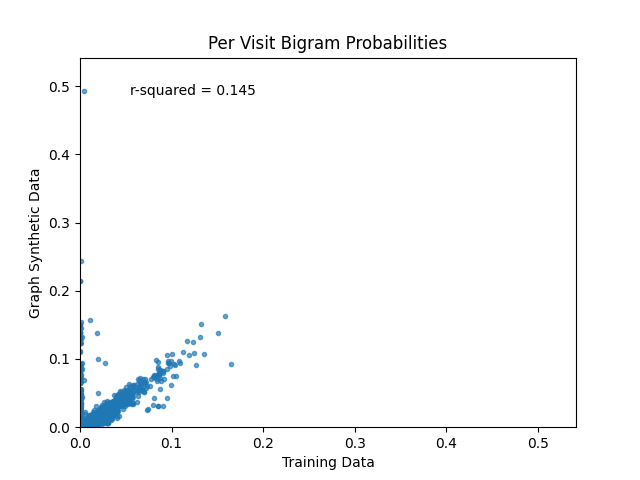 Per Visit Bigram Probabilities
r-squared = 0.145
Graph Synthetic Data
0.5
0.4
0.3
0.2
0.1
0.0
0.0 0.1 0.2 0.3 0.4 0.5
Training Data